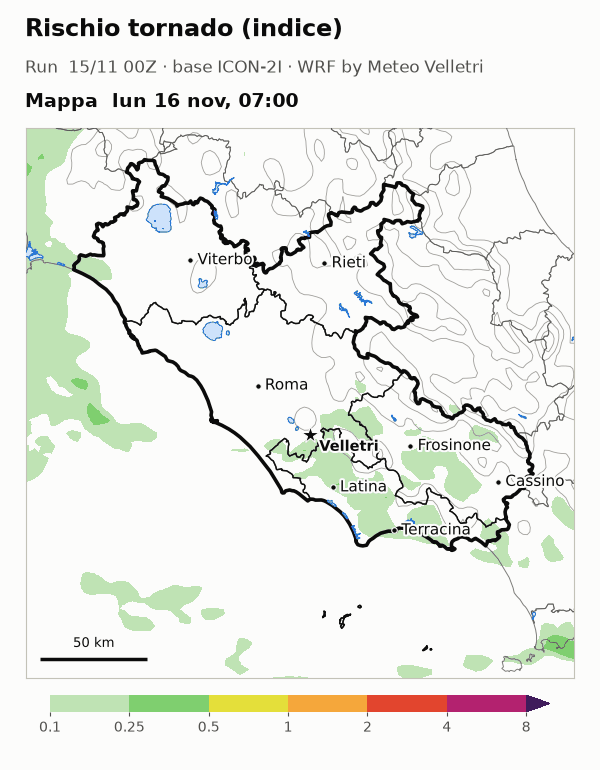 Rischio tornado (indice)
Run  15/11 00Z · base ICON-2I · WRF by Meteo Velletri
Mappa  lun 16 nov, 07:00
Viterbo
Rieti
Roma
Velletri
Frosinone
Cassino
Latina
Terracina
50 km
0.1 0.25 0.5 1 2 4 8